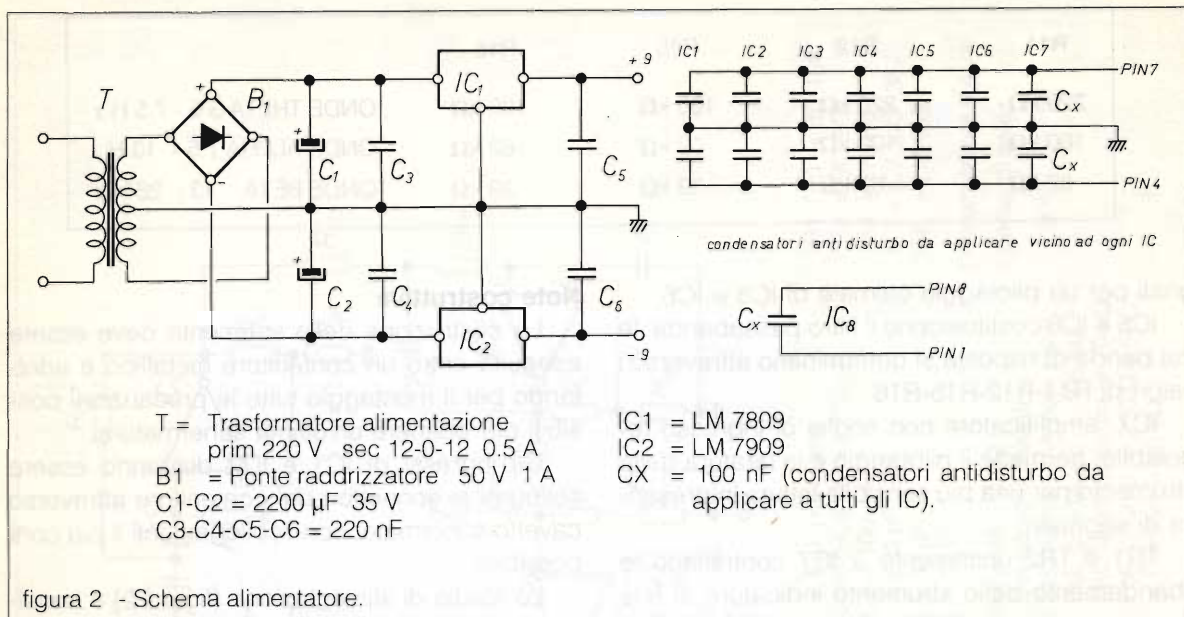 T
B1
+
-
+
C1
C3
IC1
+ 9
C5
+
C2
C4
IC2
C6
- 9
IC1 IC2 IC3 IC4 IC5 IC6 IC7
PIN7
Cx
Cx
PIN 4
condensatori antidisturbo da applicare vicino ad ogni IC
PIN8
Cx
IC8
PIN1
T = Trasformatore alimentazione
prim 220 V sec 12-0-12 0.5 A
B1 = Ponte raddrizzatore 50 V 1 A
C1-C2 = 2200 µF 35 V
C3-C4-C5-C6 = 220 nF
IC1 = LM 7809
IC2 = LM 7909
CX = 100 nF (condensatori antidisturbo da
applicare a tutti gli IC).
figura 2 - Schema alimentatore.